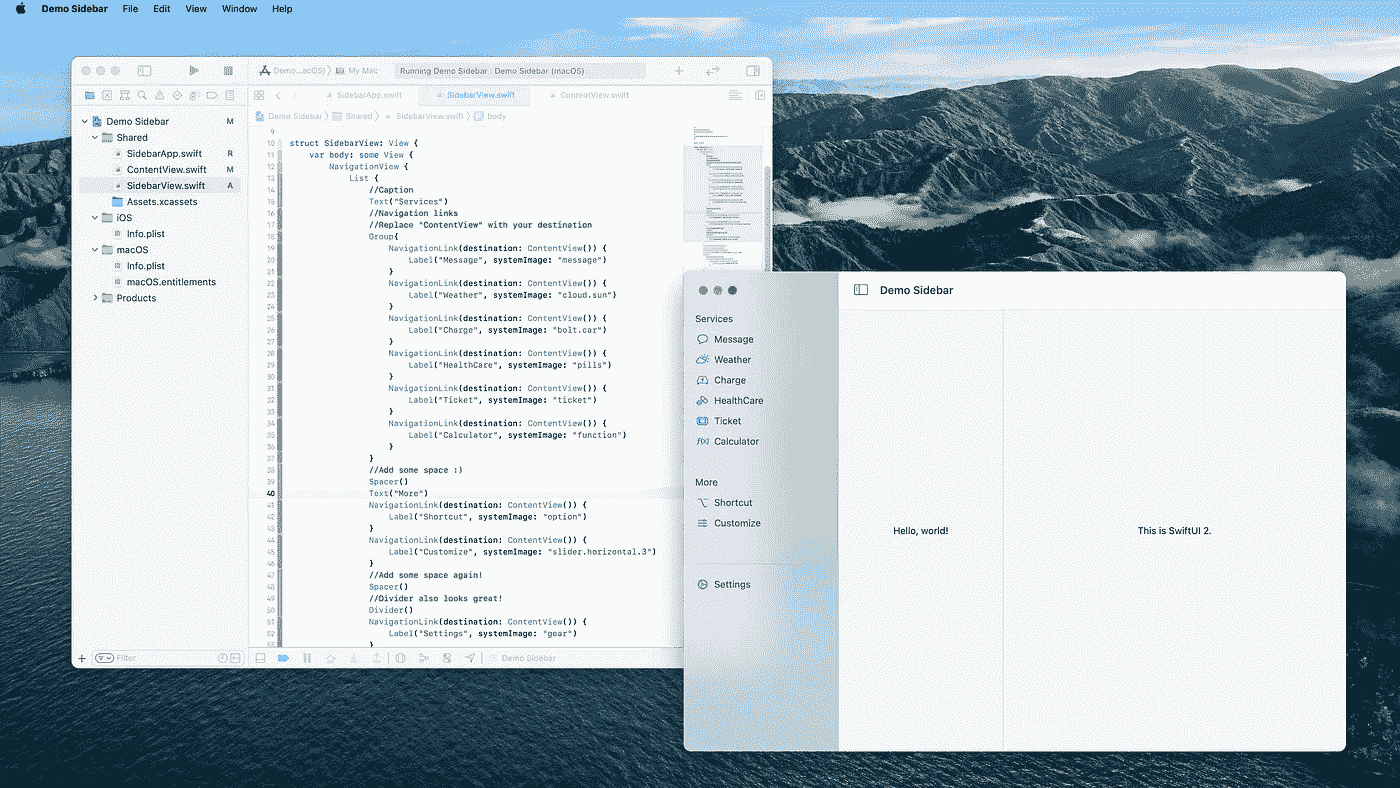 Demo Sidebar File Edit View Window Help
Demo...acOS) My Mac Running Demo Sidebar : Demo Sidebar (macOS)
SidebarApp.swift SidebarView.swift ContentView.swift
Demo Sidebar Shared SidebarView.swift body
Demo Sidebar M
Shared
SidebarApp.swift R
ContentView.swift M
SidebarView.swift A
Assets.xcassets
iOS
Info.plist
macOS
Info.plist
macOS.entitlements
Products
Filter
9
10 struct SidebarView: View {
11 var body: some View {
12 NavigationView {
13 List {
14 //Caption
15 Text("Services")
16 //Navigation links
17 //Replace "ContentView" with your destination
18 Group{
19 NavigationLink(destination: ContentView()) {
20 Label("Message", systemImage: "message")
21 }
22 NavigationLink(destination: ContentView()) {
23 Label("Weather", systemImage: "cloud.sun")
24 }
25 NavigationLink(destination: ContentView()) {
26 Label("Charge", systemImage: "bolt.car")
27 }
28 NavigationLink(destination: ContentView()) {
29 Label("HealthCare", systemImage: "pills")
30 }
31 NavigationLink(destination: ContentView()) {
32 Label("Ticket", systemImage: "ticket")
33 }
34 NavigationLink(destination: ContentView()) {
35 Label("Calculator", systemImage: "function")
36 }
37 }
38 //Add some space :)
39 Spacer()
40 Text("More")
41 NavigationLink(destination: ContentView()) {
42 Label("Shortcut", systemImage: "option")
43 }
44 NavigationLink(destination: ContentView()) {
45 Label("Customize", systemImage: "slider.horizontal.3")
46 }
47 //Add some space again!
48 Spacer()
49 //Divider also looks great!
50 Divider()
51 NavigationLink(destination: ContentView()) {
52 Label("Settings", systemImage: "gear")
53 }
Demo Sidebar
Demo Sidebar
Services
Message
Weather
Charge
HealthCare
Ticket
f(x) Calculator
More
Shortcut
Customize
Settings
Hello, world!
This is SwiftUI 2.